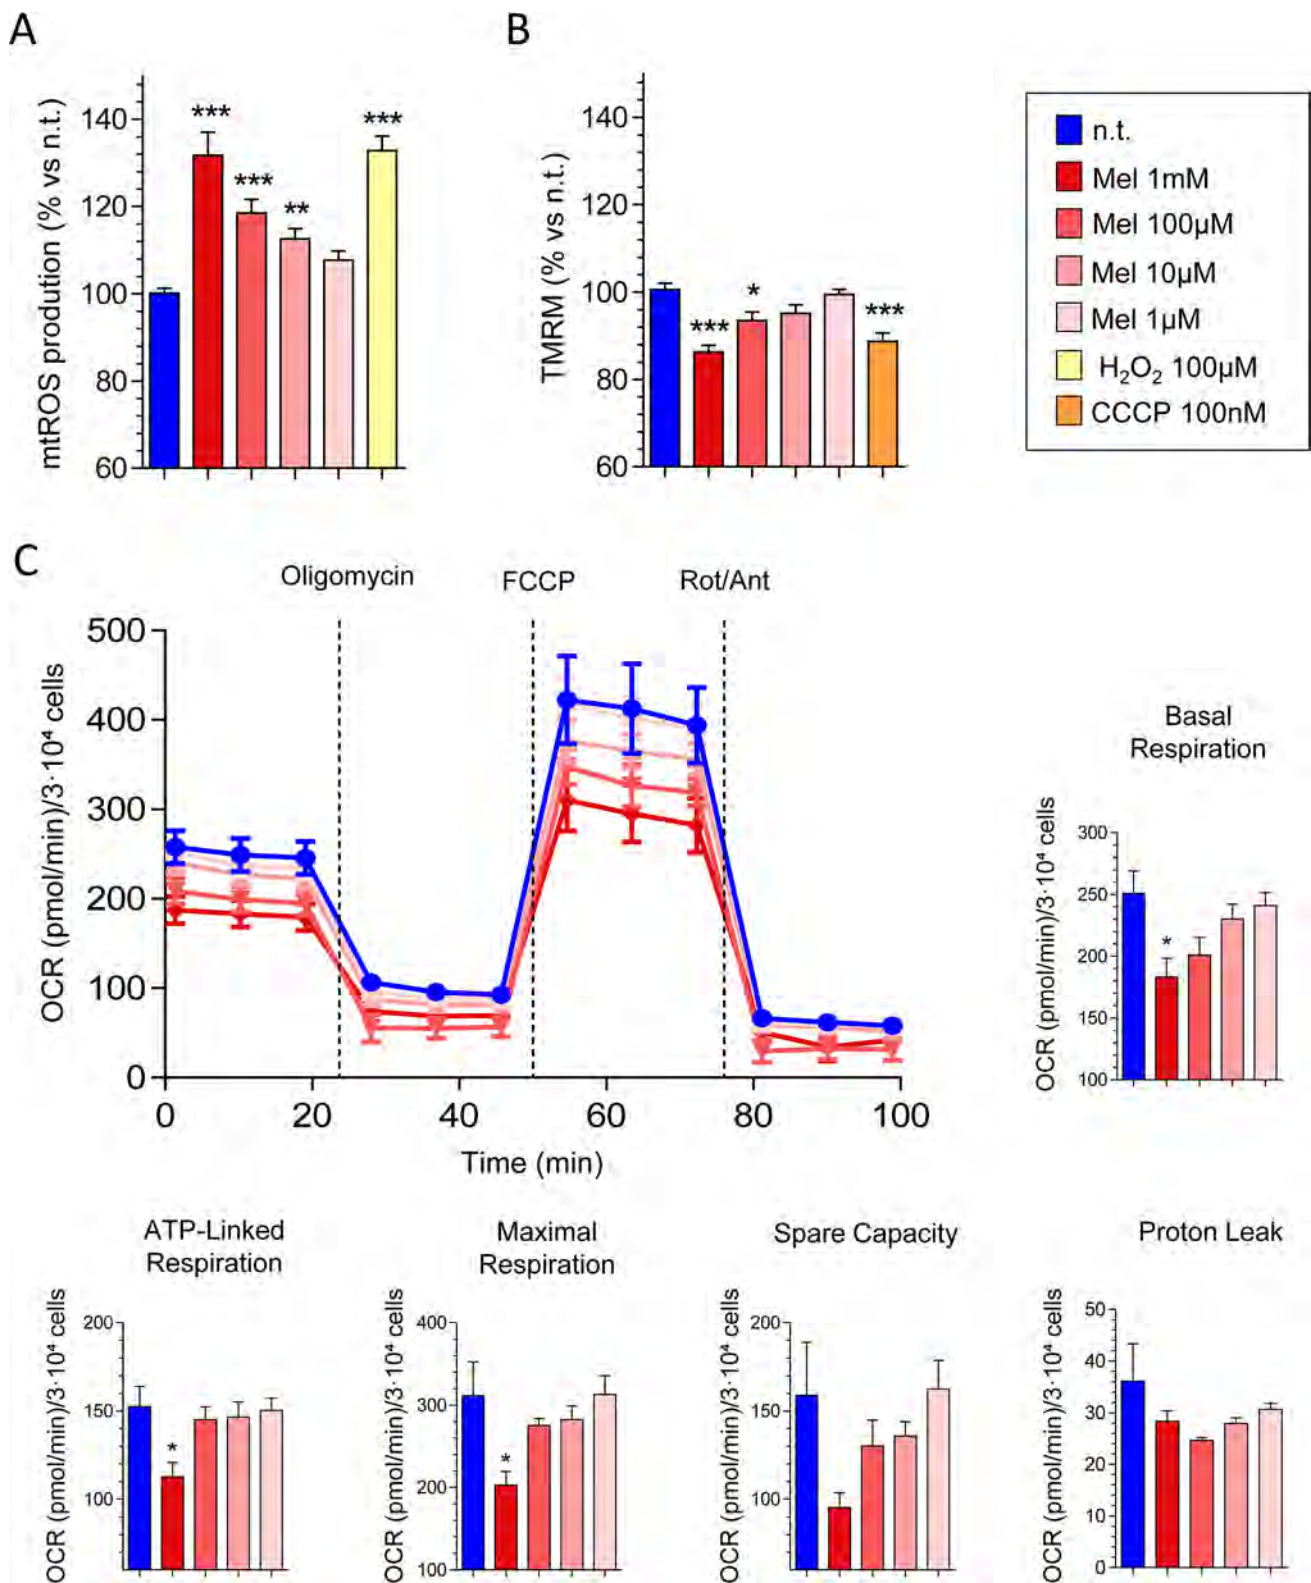 A
B
mtROS prodution (% vs n.t.)
140
120
100
80
60
***
***
**
***
TMRM (% vs n.t.)
140
120
100
80
60
***
*
***
n.t.
Mel 1mM
Mel 100µM
Mel 10µM
Mel 1µM
H₂O₂ 100µM
CCCP 100nM
C
Oligomycin
FCCP
Rot/Ant
OCR (pmol/min)/3·10⁴ cells
500
400
300
200
100
0
0
20
40
60
80
100
Time (min)
Basal
Respiration
OCR (pmol/min)/3·10⁴ cells
300
250
200
150
100
*
ATP-Linked
Respiration
OCR (pmol/min)/3·10⁴ cells
200
150
100
*
Maximal
Respiration
OCR (pmol/min)/3·10⁴ cells
400
300
200
100
*
Spare Capacity
OCR (pmol/min)/3·10⁴ cells
200
150
100
Proton Leak
OCR (pmol/min)/3·10⁴ cells
50
40
30
20
10
0